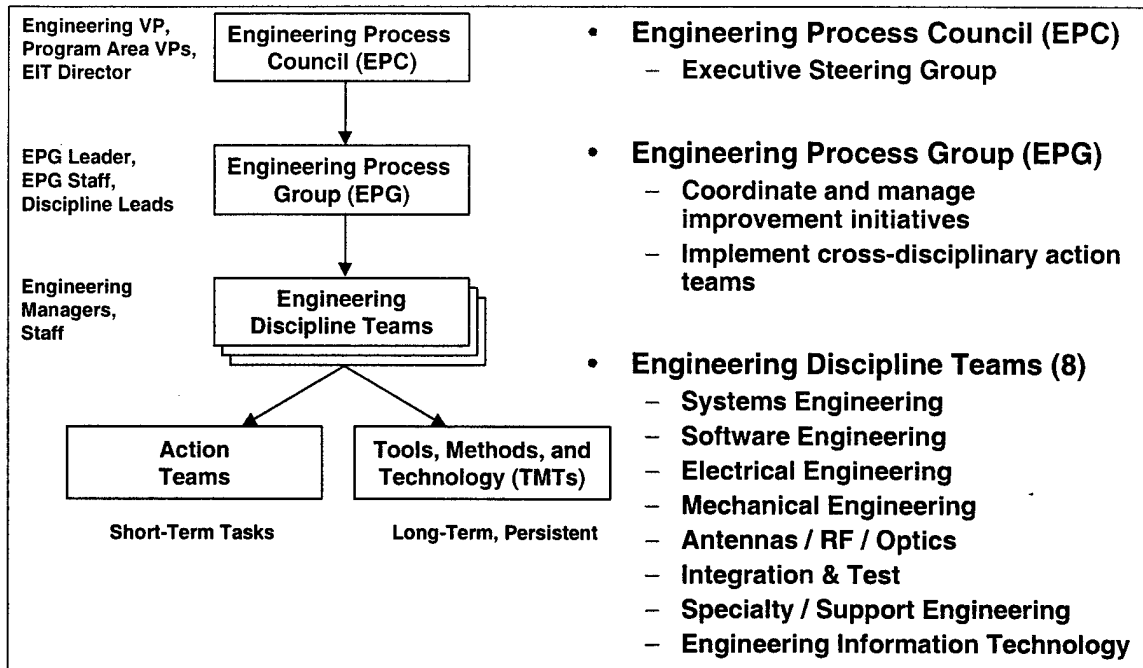 Engineering VP,
Program Area VPs,
EIT Director
Engineering Process
Council (EPC)
EPG Leader,
EPG Staff,
Discipline Leads
Engineering Process
Group (EPG)
Engineering
Managers,
Staff
Engineering
Discipline Teams
Action
Teams
Tools, Methods, and
Technology (TMTs)
Short-Term Tasks
Long-Term, Persistent
• Engineering Process Council (EPC)
– Executive Steering Group
• Engineering Process Group (EPG)
– Coordinate and manage
improvement initiatives
– Implement cross-disciplinary action
teams
• Engineering Discipline Teams (8)
– Systems Engineering
– Software Engineering
– Electrical Engineering
– Mechanical Engineering
– Antennas / RF / Optics
– Integration & Test
– Specialty / Support Engineering
– Engineering Information Technology